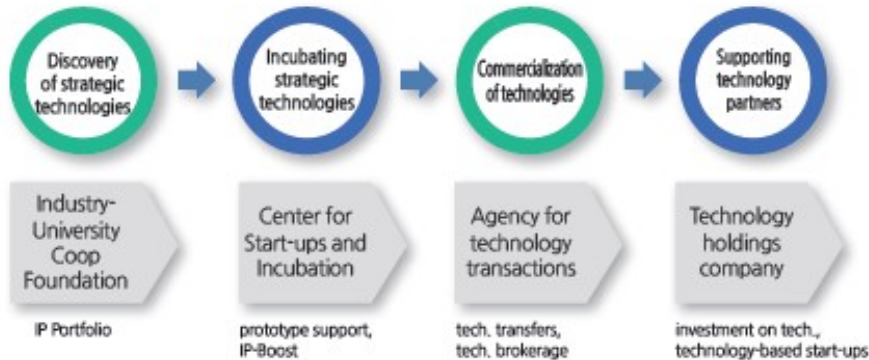 Discovery
of strategic
technologies
Incubating
strategic
technologies
Commercialization
of technologies
Supporting
technology
partners
Industry-
University
Coop
Foundation
Center for
Start-ups and
Incubation
Agency for
technology
transactions
Technology
holdings
company
IP Portfolio
prototype support,
IP-Boost
tech. transfers,
tech. brokerage
investment on tech.,
technology-based start-ups